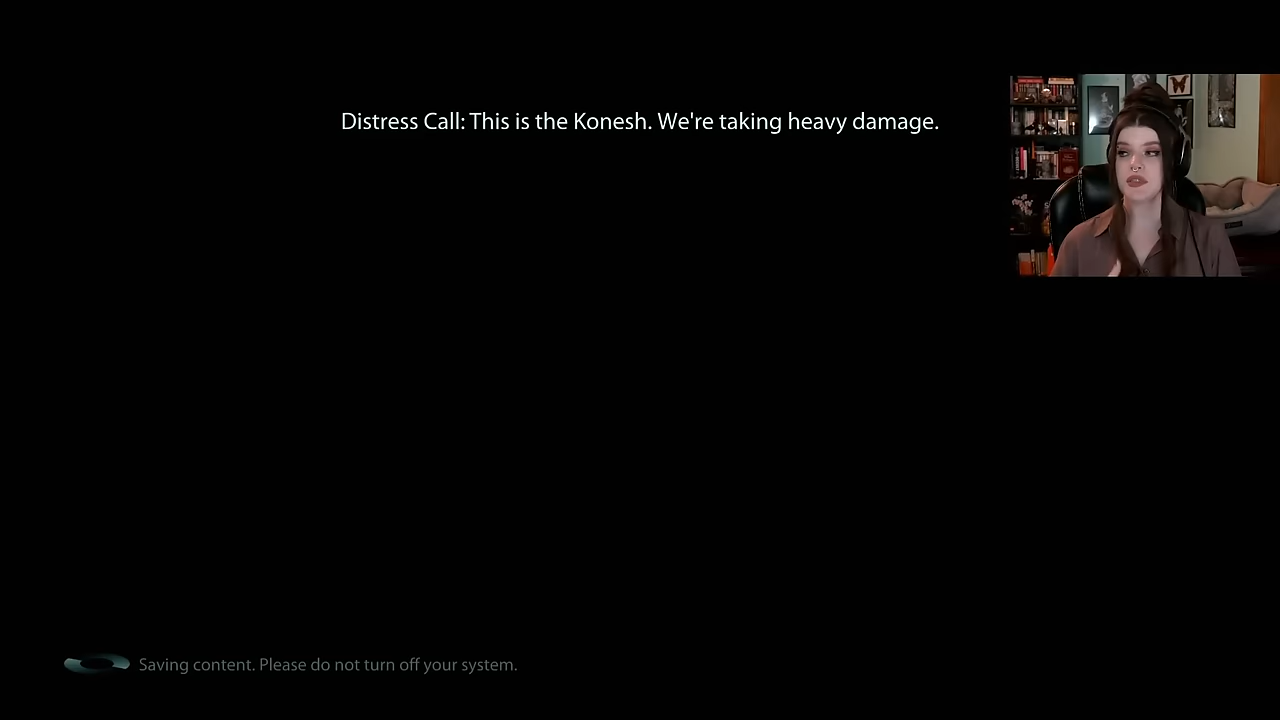 Distress Call: This is the Konesh. We're taking heavy damage.
Saving content. Please do not turn off your system.